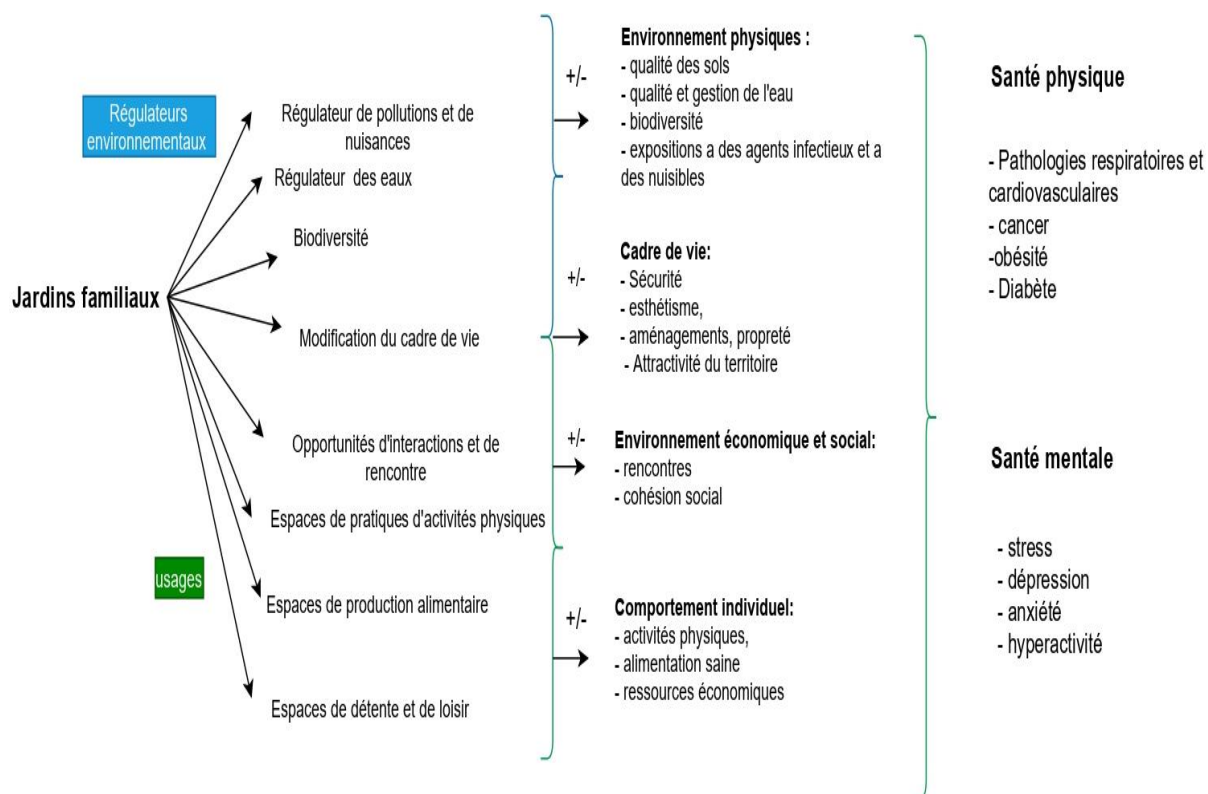 Régulateurs
environnementaux
Jardins familiaux
usages
Régulateur de pollutions et de
nuisances
Régulateur des eaux
Biodiversité
Modification du cadre de vie
Opportunités d'interactions et de
rencontre
Espaces de pratiques d'activités physiques
Espaces de production alimentaire
Espaces de détente et de loisir
+/-
Environnement physiques :
- qualité des sols
- qualité et gestion de l'eau
- biodiversité
- expositions a des agents infectieux et a
des nuisibles
+/-
Cadre de vie:
- Sécurité
- esthétisme,
- aménagements, propreté
- Attractivité du territoire
+/-
Environnement économique et social:
- rencontres
- cohésion social
+/-
Comportement individuel:
- activités physiques,
- alimentation saine
- ressources économiques
Santé physique
- Pathologies respiratoires et
cardiovasculaires
- cancer
-obésité
- Diabète
Santé mentale
- stress
- dépression
- anxiété
- hyperactivité